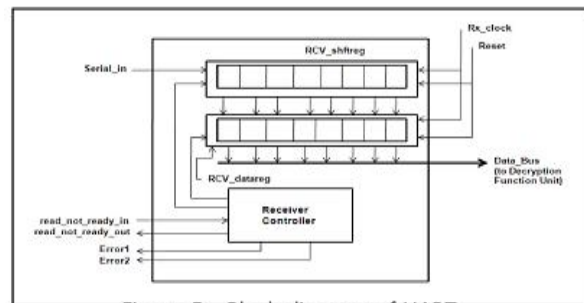 Rx_clock
RCV_shftreg
Reset
Serial_in
Data_Bus
(to Decryption
Function Unit)
RCV_datareg
Receiver
Controller
read_not_ready_in
read_not_ready_out
Error1
Error2